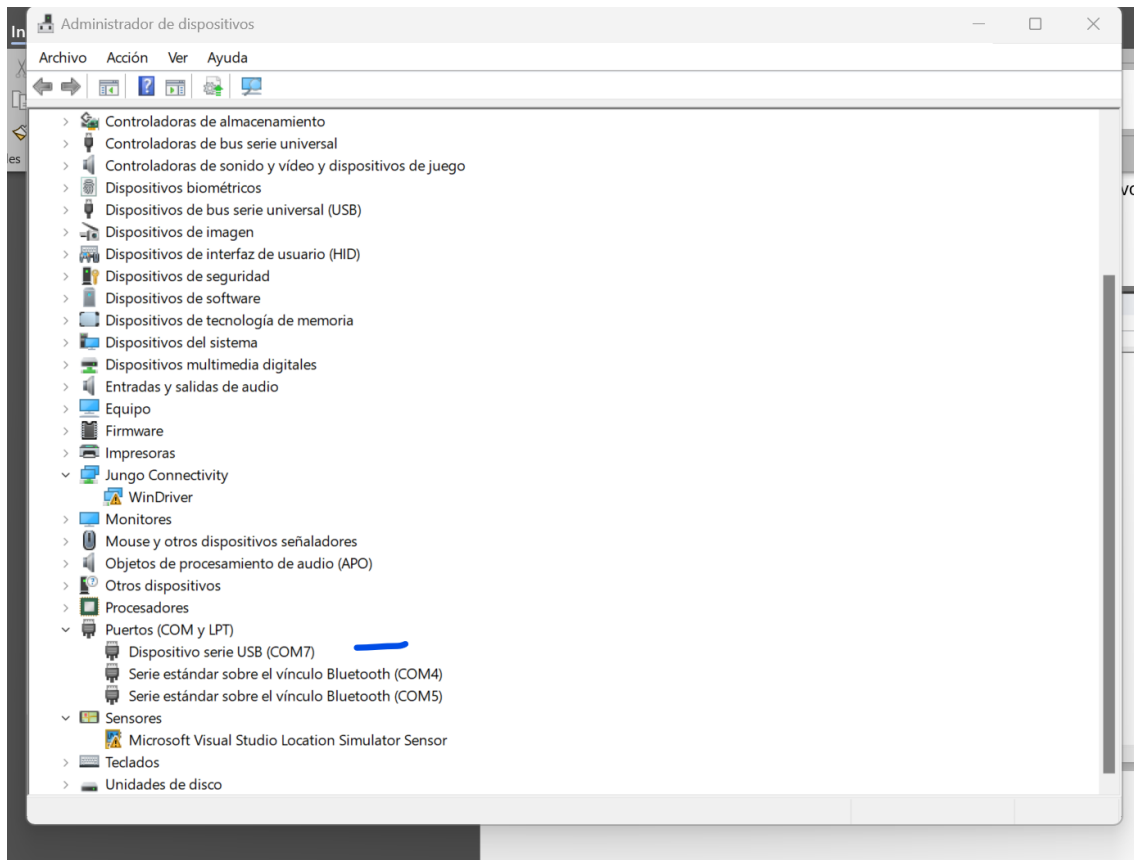 In
Administrador de dispositivos
Archivo Acción Ver Ayuda
Controladoras de almacenamiento
Controladoras de bus serie universal
les
Controladoras de sonido y vídeo y dispositivos de juego
Dispositivos biométricos
vo
Dispositivos de bus serie universal (USB)
Dispositivos de imagen
Dispositivos de interfaz de usuario (HID)
Dispositivos de seguridad
Dispositivos de software
Dispositivos de tecnología de memoria
Dispositivos del sistema
Dispositivos multimedia digitales
Entradas y salidas de audio
Equipo
Firmware
Impresoras
Jungo Connectivity
WinDriver
Monitores
Mouse y otros dispositivos señaladores
Objetos de procesamiento de audio (APO)
Otros dispositivos
Procesadores
Puertos (COM y LPT)
Dispositivo serie USB (COM7)
Serie estándar sobre el vínculo Bluetooth (COM4)
Serie estándar sobre el vínculo Bluetooth (COM5)
Sensores
Microsoft Visual Studio Location Simulator Sensor
Teclados
Unidades de disco